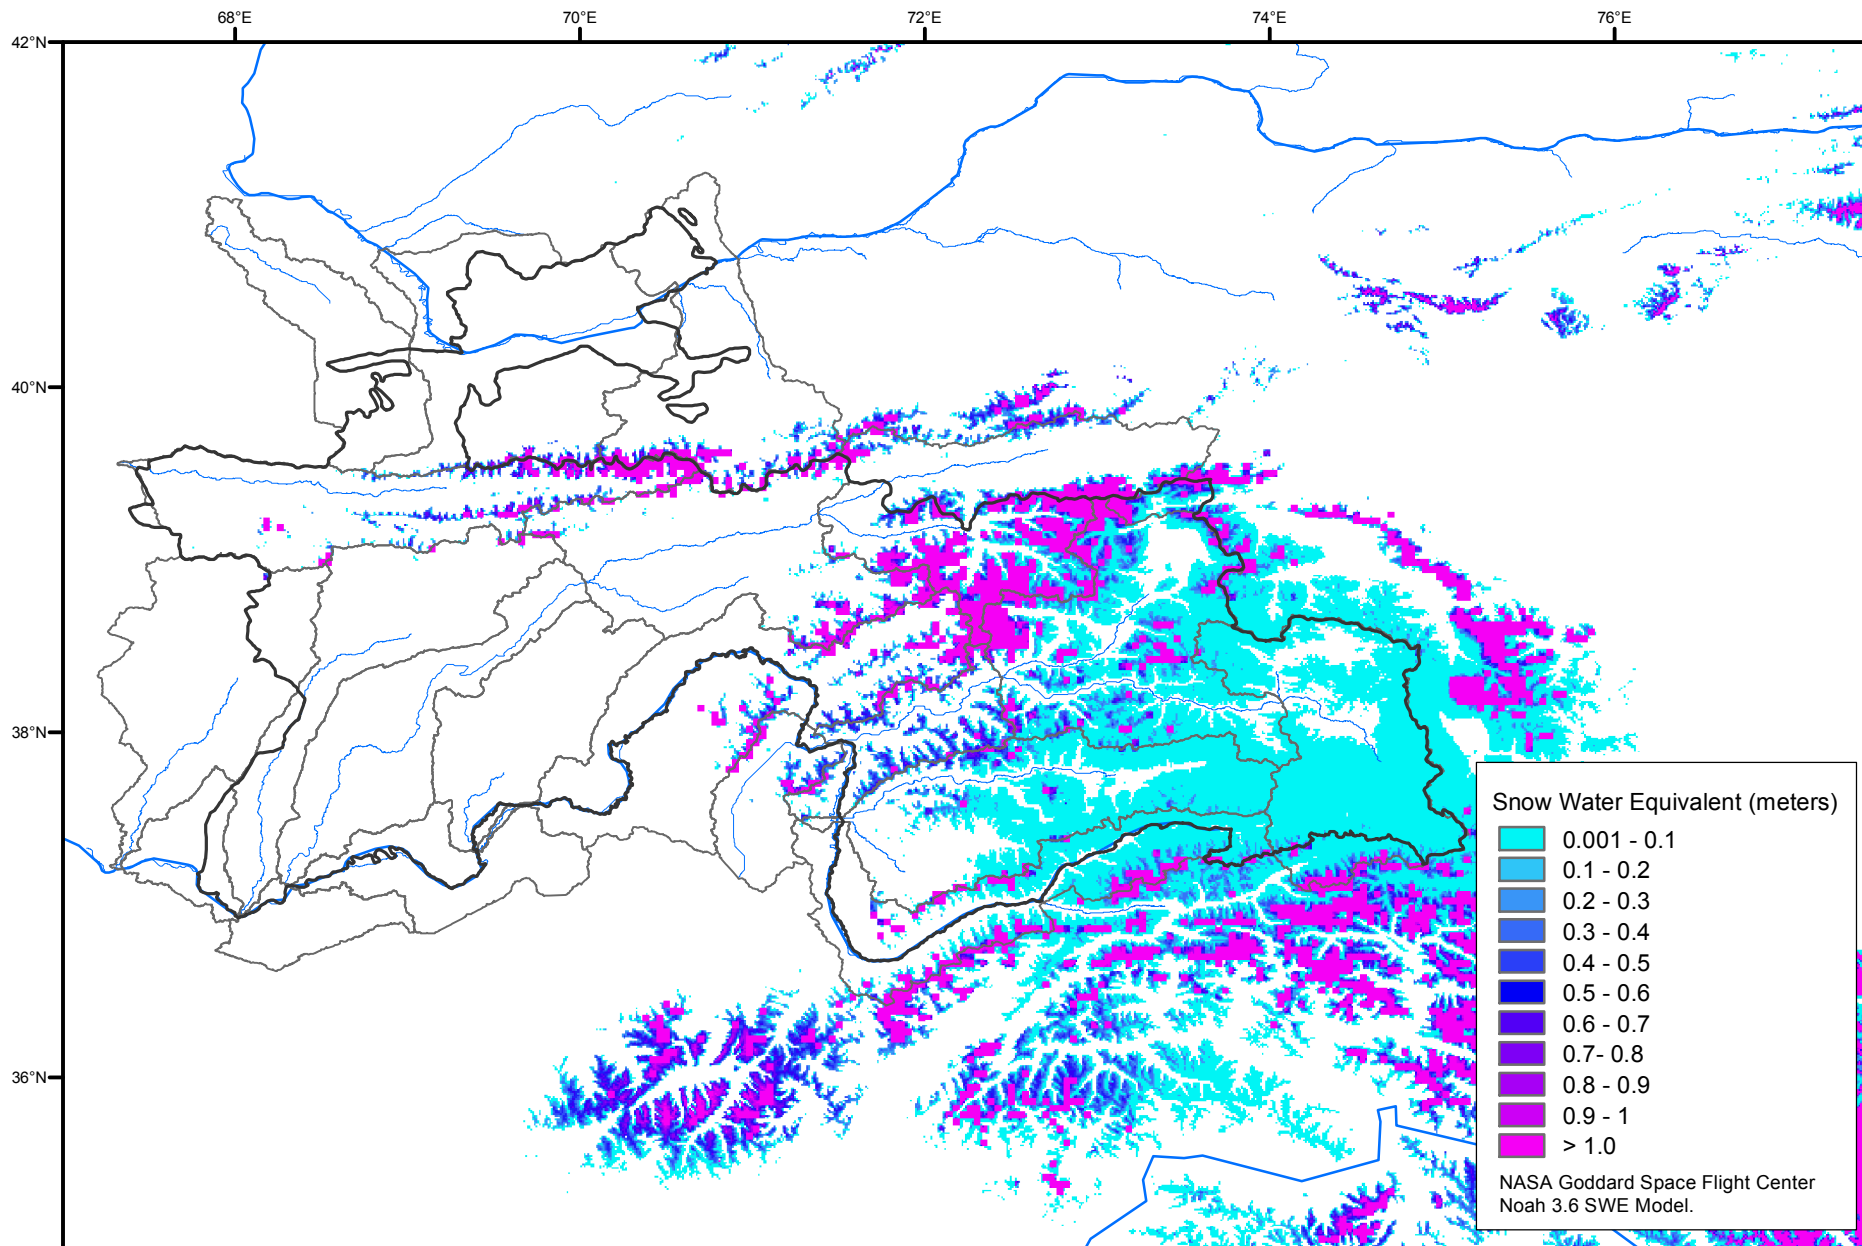 68°E 70°E 72°E 74°E 76°E
42°N
40°N
38°N
36°N
Snow Water Equivalent (meters)
0.001 - 0.1
0.1 - 0.2
0.2 - 0.3
0.3 - 0.4
0.4 - 0.5
0.5 - 0.6
0.6 - 0.7
0.7- 0.8
0.8 - 0.9
0.9 - 1
> 1.0
NASA Goddard Space Flight Center
Noah 3.6 SWE Model.